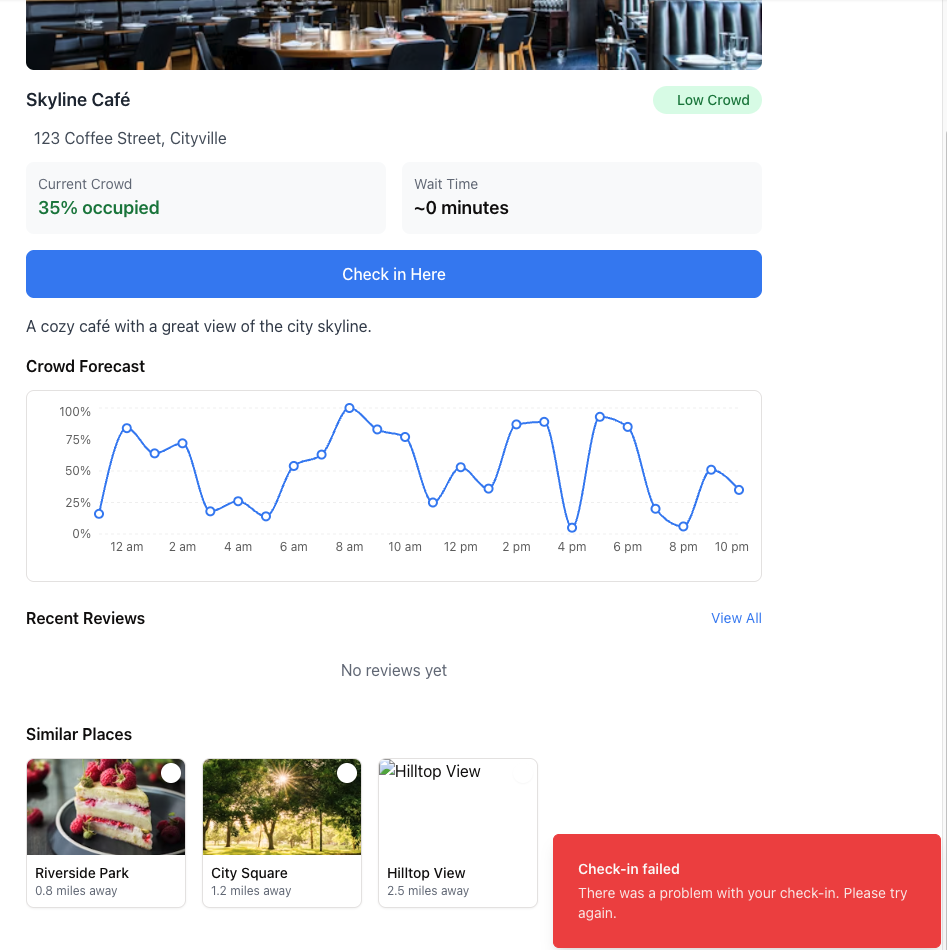 Skyline Café
Low Crowd
123 Coffee Street, Cityville
Current Crowd
35% occupied
Wait Time
~0 minutes
Check in Here
A cozy café with a great view of the city skyline.
Crowd Forecast
100%
75%
50%
25%
0%
12 am 2 am 4 am 6 am 8 am 10 am 12 pm 2 pm 4 pm 6 pm 8 pm 10 pm
Recent Reviews
View All
No reviews yet
Similar Places
Hilltop View
Riverside Park
0.8 miles away
City Square
1.2 miles away
Hilltop View
2.5 miles away
Check-in failed
There was a problem with your check-in. Please try
again.